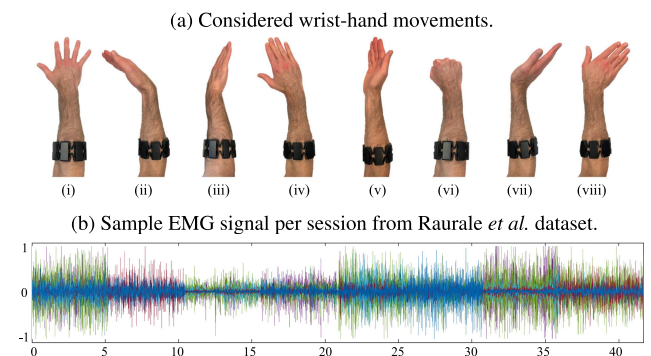 (a) Considered wrist-hand movements.
(i) (ii) (iii) (iv) (v) (vi) (vii) (viii)
(b) Sample EMG signal per session from Raurale et al. dataset.
1
0
-1
0 5 10 15 20 25 30 35 40